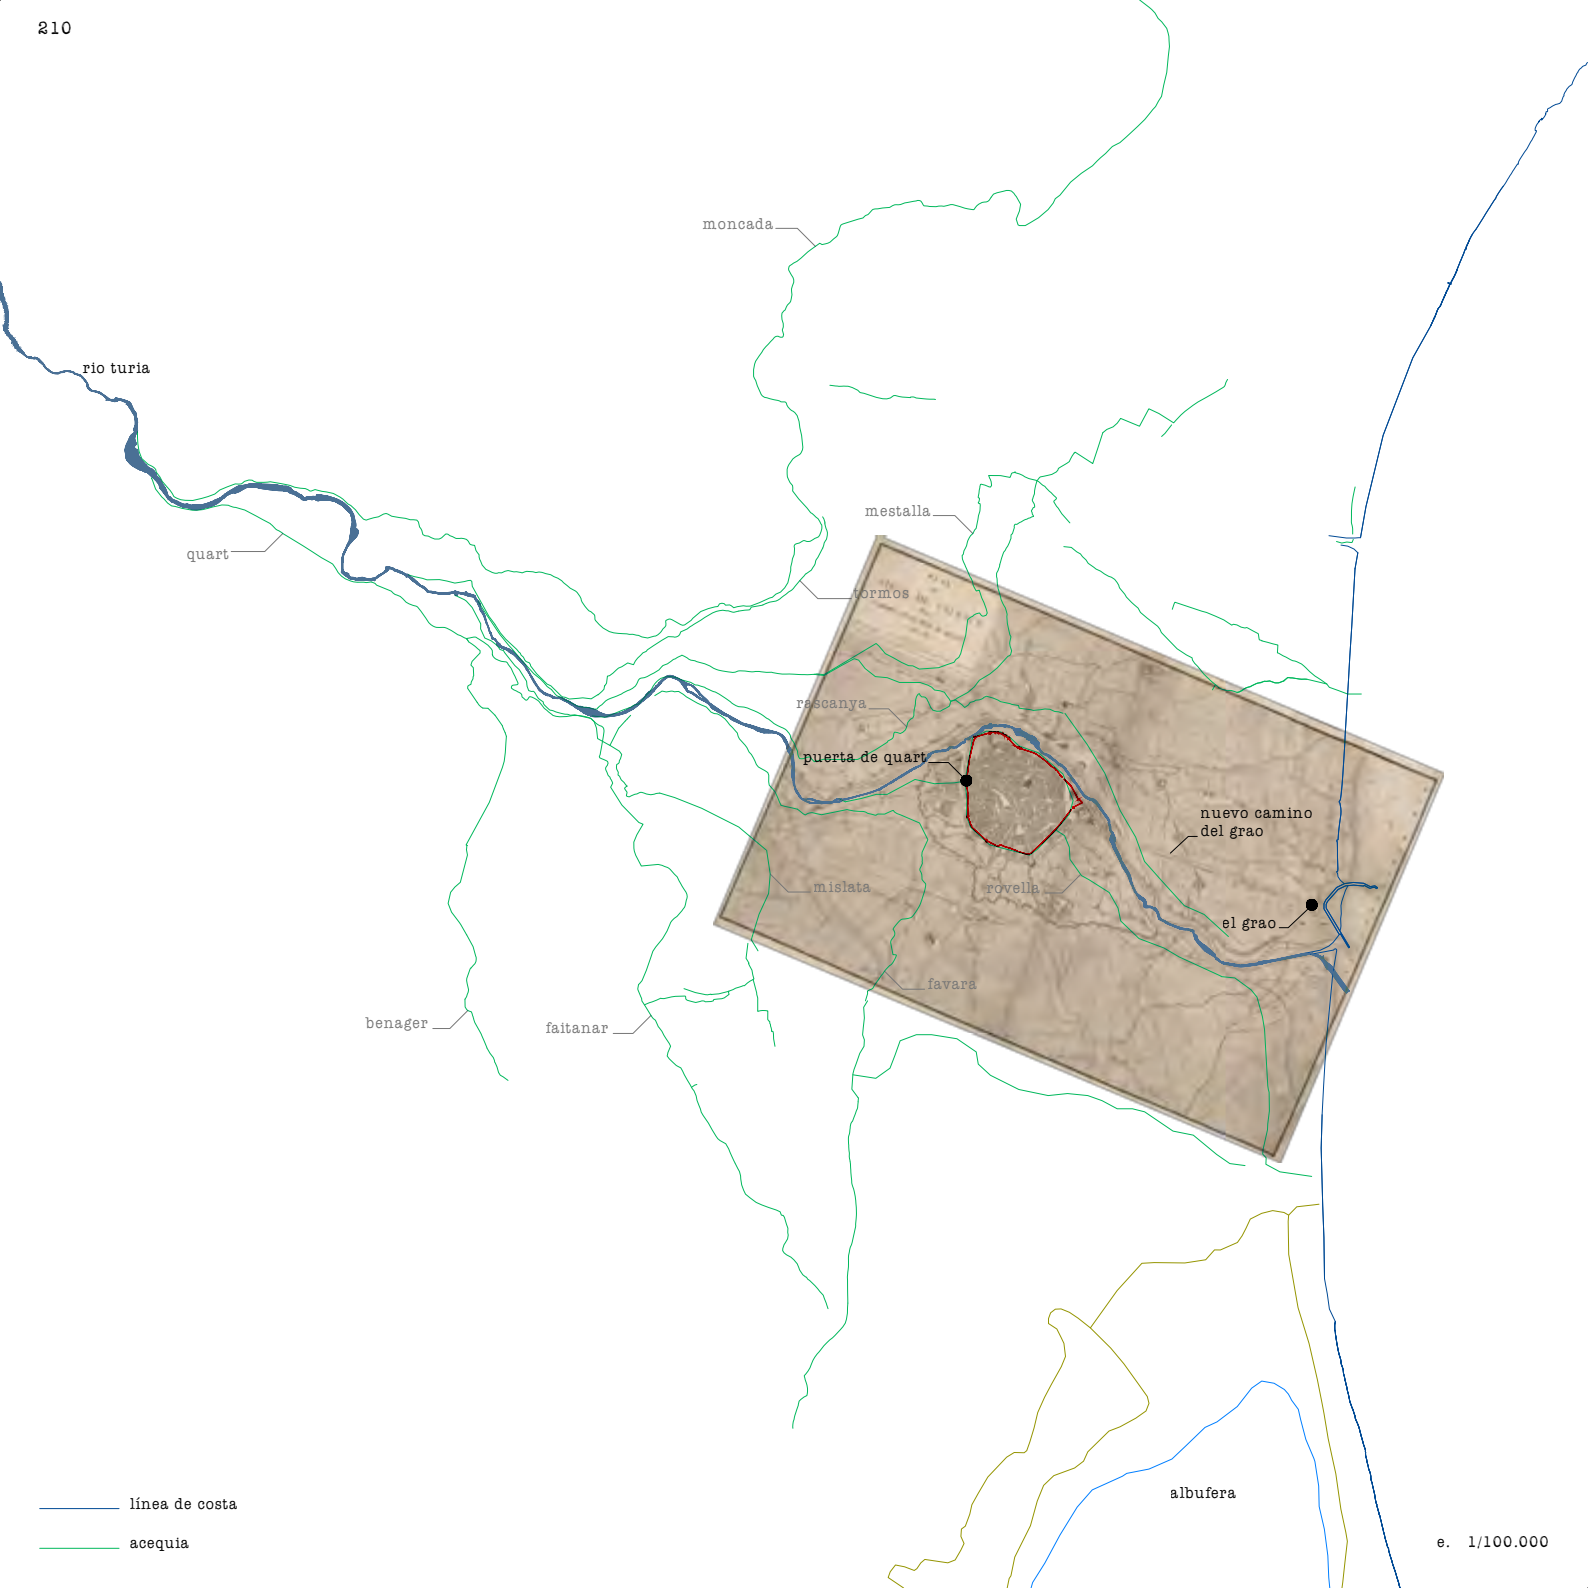 210
moncada
rio turia
mestalla
quart
tormos
rascanya
puerta de quart
nuevo camino
del grao
mislata
rovella
el grao
favara
benager
faitanar
albufera
línea de costa
acequia
e. 1/100.000